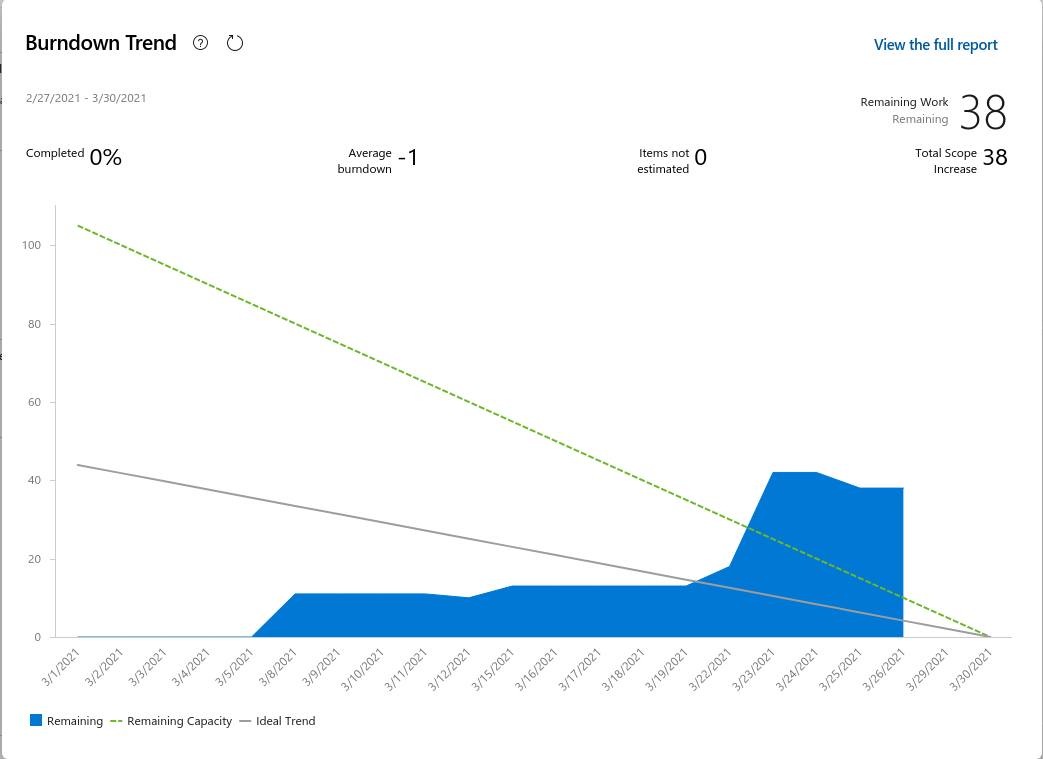 Burndown Trend
?
View the full report
2/27/2021 - 3/30/2021
Remaining Work
Remaining
38
Completed 0%
Average
burndown
-1
Items not
estimated
0
Total Scope
Increase
38
100
80
60
40
20
0
3/1/2021
3/2/2021
3/3/2021
3/4/2021
3/5/2021
3/8/2021
3/9/2021
3/10/2021
3/11/2021
3/12/2021
3/15/2021
3/16/2021
3/17/2021
3/18/2021
3/19/2021
3/22/2021
3/23/2021
3/24/2021
3/25/2021
3/26/2021
3/29/2021
3/30/2021
Remaining Remaining Capacity Ideal Trend